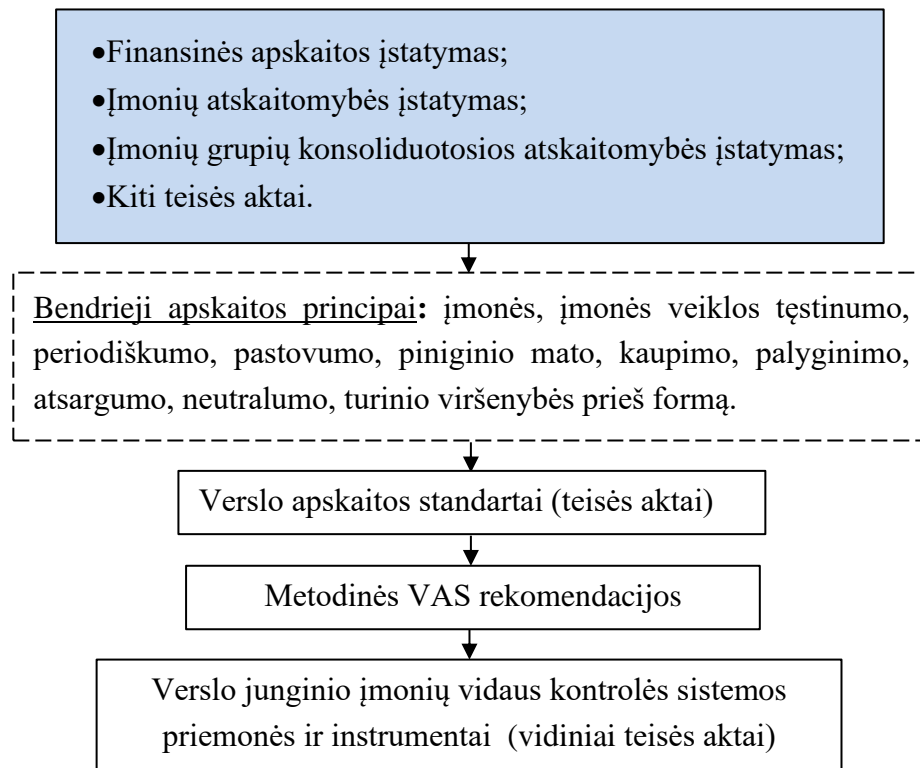 •Finansinės apskaitos įstatymas;
•Įmonių atskaitomybės įstatymas;
•Įmonių grupių konsoliduotosios atskaitomybės įstatymas;
•Kiti teisės aktai.
Bendrieji apskaitos principai: įmonės, įmonės veiklos tęstinumo,
periodiškumo, pastovumo, piniginio mato, kaupimo, palyginimo,
atsargumo, neutralumo, turinio viršenybės prieš formą.
Verslo apskaitos standartai (teisės aktai)
Metodinės VAS rekomendacijos
Verslo junginio įmonių vidaus kontrolės sistemos
priemonės ir instrumentai (vidiniai teisės aktai)